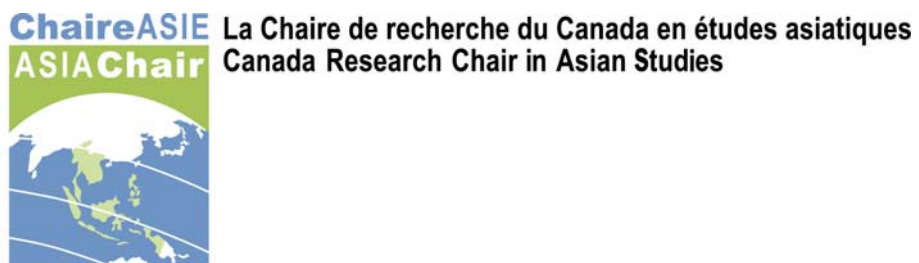 ChaireASIE La Chaire de recherche du Canada en études asiatiques
ASIAChair Canada Research Chair in Asian Studies